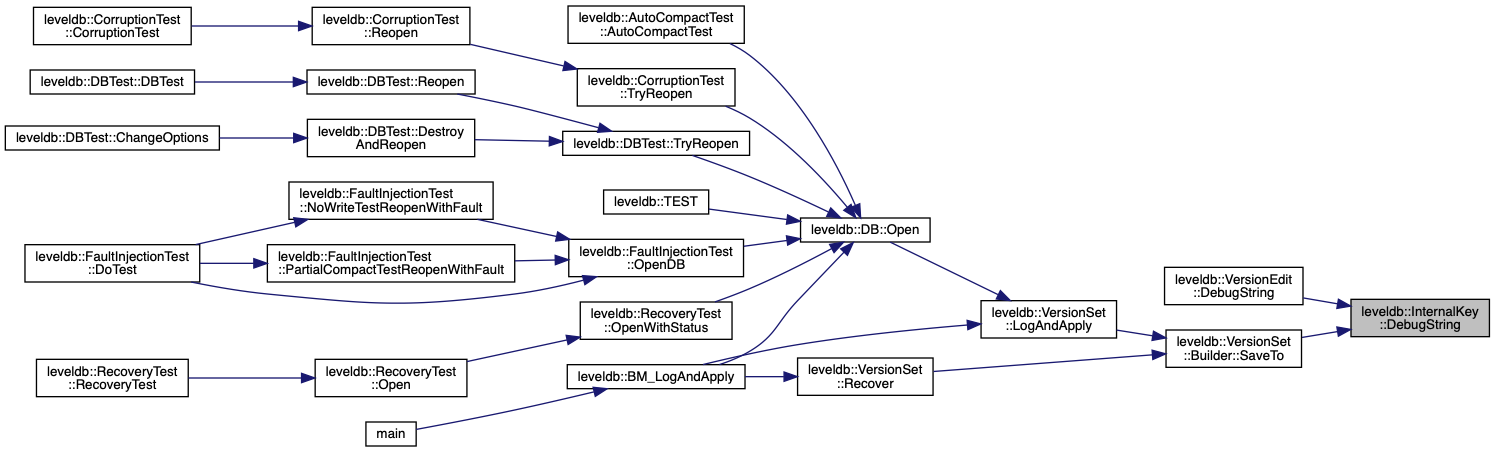 leveldb::CorruptionTest
::CorruptionTest
leveldb::CorruptionTest
::Reopen
leveldb::AutoCompactTest
::AutoCompactTest
leveldb::DBTest::DBTest
leveldb::DBTest::Reopen
leveldb::CorruptionTest
::TryReopen
leveldb::DBTest::ChangeOptions
leveldb::DBTest::Destroy
AndReopen
leveldb::DBTest::TryReopen
leveldb::FaultInjectionTest
::NoWriteTestReopenWithFault
leveldb::TEST
leveldb::DB::Open
leveldb::FaultInjectionTest
::DoTest
leveldb::FaultInjectionTest
::PartialCompactTestReopenWithFault
leveldb::FaultInjectionTest
::OpenDB
leveldb::VersionEdit
::DebugString
leveldb::RecoveryTest
::OpenWithStatus
leveldb::VersionSet
::LogAndApply
leveldb::InternalKey
::DebugString
leveldb::VersionSet
::Builder::SaveTo
leveldb::RecoveryTest
::RecoveryTest
leveldb::RecoveryTest
::Open
leveldb::BM_LogAndApply
leveldb::VersionSet
::Recover
main